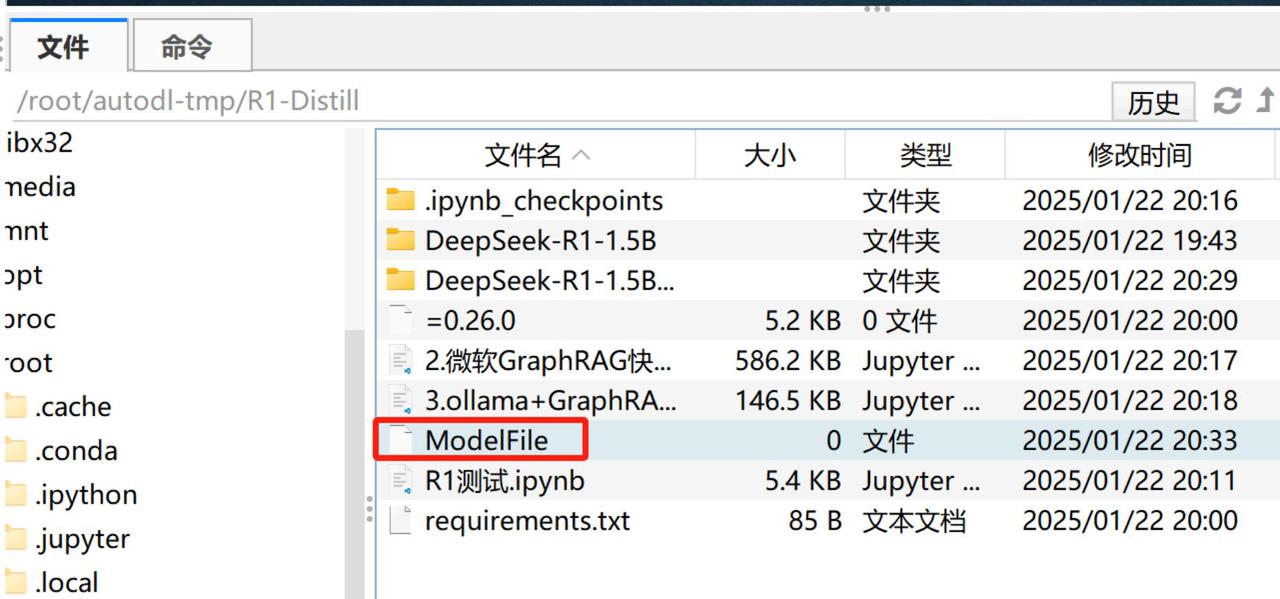 文件 命令
/root/autodl-tmp/R1-Distill 历史
ibx32
media
mnt
opt
proc
root
.cache
.conda
.ipython
.jupyter
.local
文件名 大小 类型 修改时间
.ipynb_checkpoints 文件夹 2025/01/22 20:16
DeepSeek-R1-1.5B 文件夹 2025/01/22 19:43
DeepSeek-R1-1.5B... 文件夹 2025/01/22 20:29
=0.26.0 5.2 KB 0 文件 2025/01/22 20:00
2.微软GraphRAG快... 586.2 KB Jupyter ... 2025/01/22 20:17
3.ollama+GraphRA... 146.5 KB Jupyter ... 2025/01/22 20:18
ModelFile 0 文件 2025/01/22 20:33
R1测试.ipynb 5.4 KB Jupyter ... 2025/01/22 20:11
requirements.txt 85 B 文本文档 2025/01/22 20:00